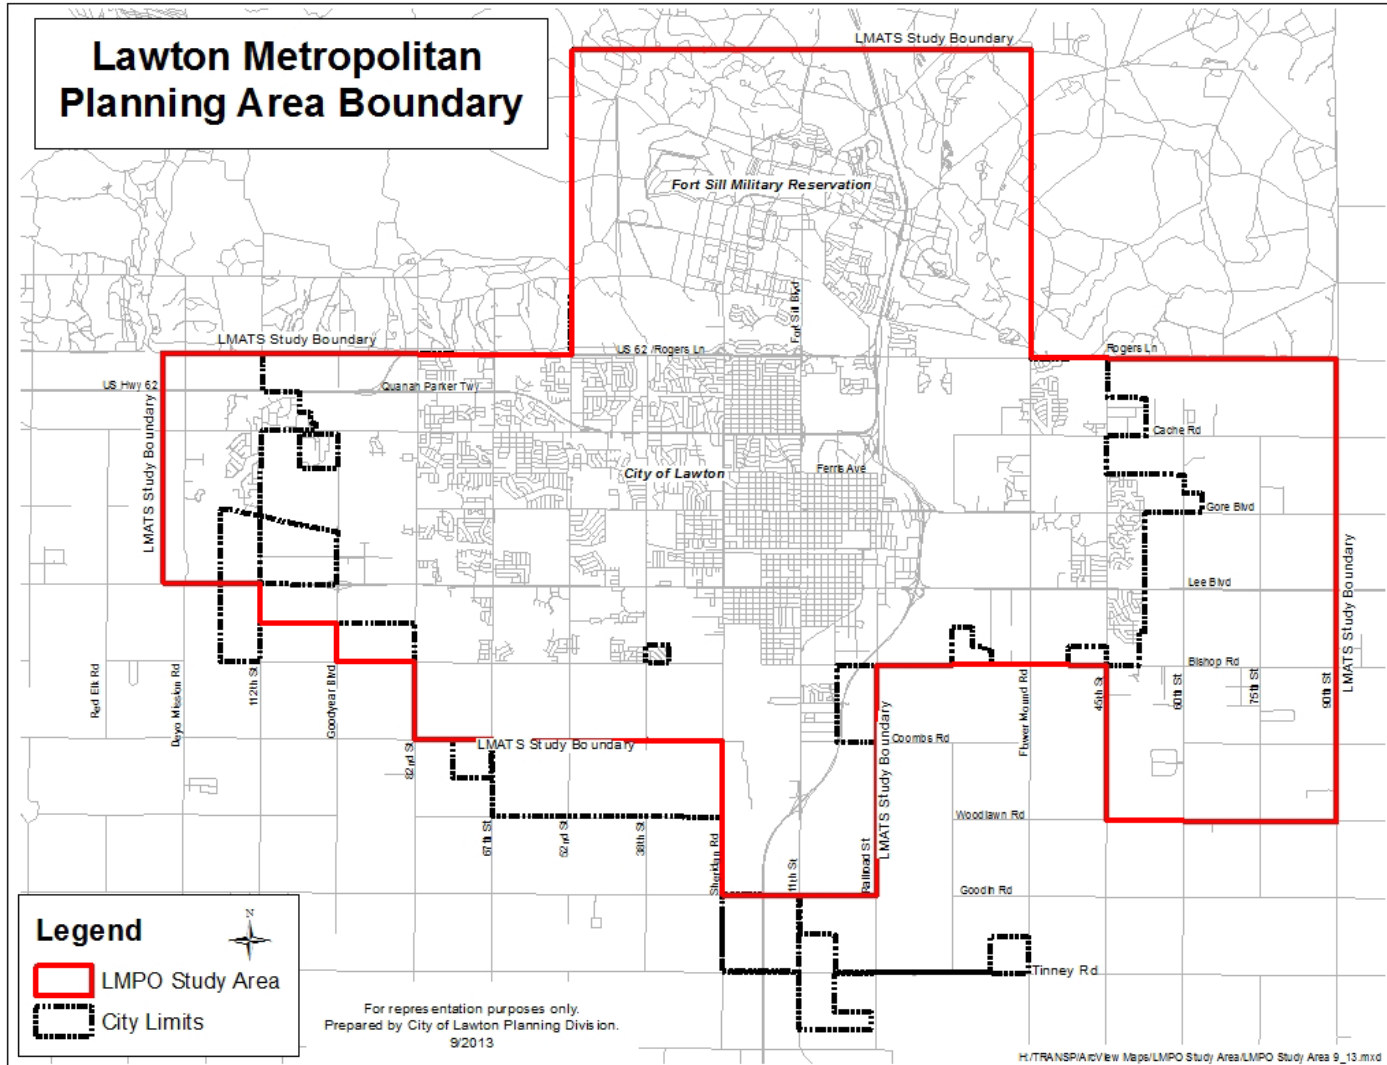 Lawton Metropolitan
Planning Area Boundary
LMATS Study Boundary
Fort Sill Military Reservation
Fort Sill Blvd
LMATS Study Boundary
US 62 /Rogers Ln
Rogers Ln
US Hwy 62
Quanah Parker Twy
LMATS Study Boundary
Cache Rd
Ferris Ave
City of Lawton
Gore Blvd
LMATS Study Boundary
Lee Blvd
Bishop Rd
Red Elk Rd
Deyo Mission Rd
112th St
Goodyear Blvd
82nd St
LMATS Study Boundary
67th St
52nd St
38th St
Sheridan Rd
11th St
Railroad St
LMATS Study Boundary
Coombs Rd
Flower Mound Rd
45th St
60th St
75th St
90th St
Woodlawn Rd
Goodin Rd
Tinney Rd
Legend
N
LMPO Study Area
City Limits
For representation purposes only.
Prepared by City of Lawton Planning Division.
9/2013
H:/TRANSP/ArcView Maps/LMPO Study Area/LMPO Study Area 9_13.mxd